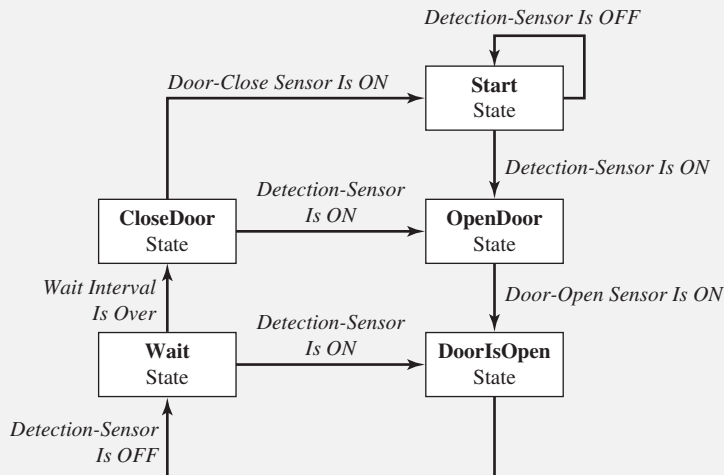 Detection-Sensor Is OFF
Door-Close Sensor Is ON
Start
State
Detection-Sensor Is ON
Detection-Sensor
Is ON
CloseDoor
State
OpenDoor
State
Wait Interval
Is Over
Door-Open Sensor Is ON
Detection-Sensor
Is ON
Wait
State
DoorIsOpen
State
Detection-Sensor
Is OFF